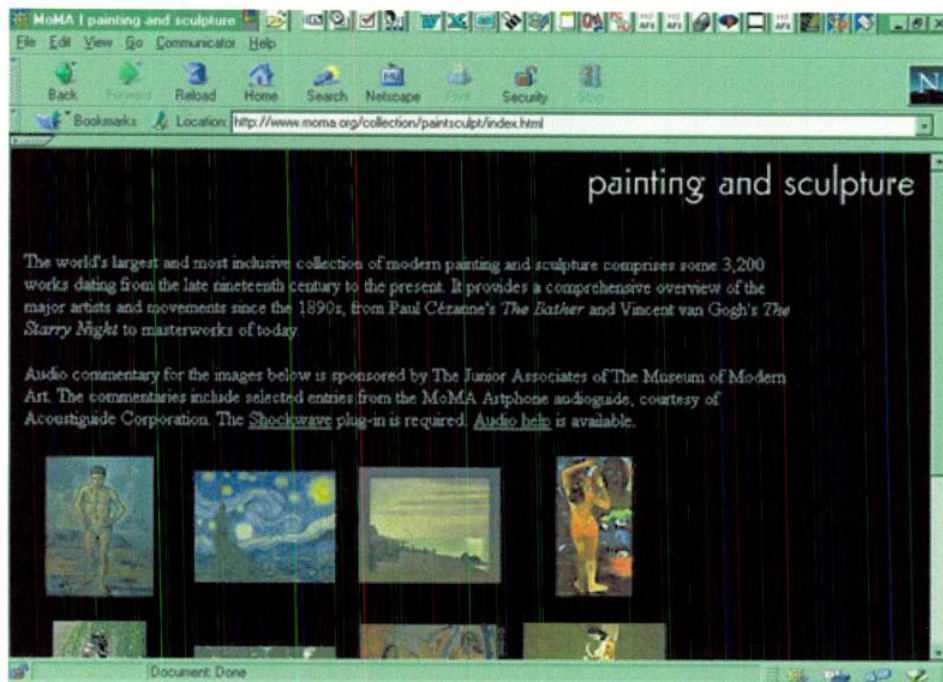 MoMA | painting and sculpture
File Edit View Go Communicator Help
Back Forward Reload Home Search Netscape Print Security Stop
Bookmarks Location: http://www.moma.org/collection/paintsculpt/index.html
painting and sculpture
The world's largest and most inclusive collection of modern painting and sculpture comprises some 3,200
works dating from the late nineteenth century to the present. It provides a comprehensive overview of the
major artists and movements since the 1890s, from Paul Cézanne's The Bather and Vincent van Gogh's The
Starry Night to masterworks of today.
Audio commentary for the images below is sponsored by The Junior Associates of The Museum of Modern
Art. The commentaries include selected entries from the MoMA Artphone audioguide, courtesy of
Acoustiguide Corporation. The Shockwave plug-in is required. Audio help is available.
Document: Done